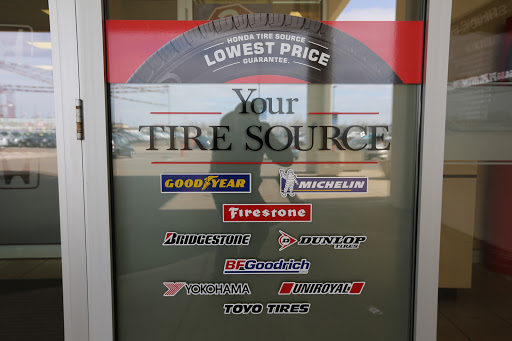 HONDA TIRE SOURCE
LOWEST PRICE
GUARANTEE.
Your
TIRE SOURCE
GOODYEAR
MICHELIN
Firestone
BRIDGESTONE
DUNLOP
TIRES
BFGoodrich
YOKOHAMA
UNIROYAL
TOYO TIRES